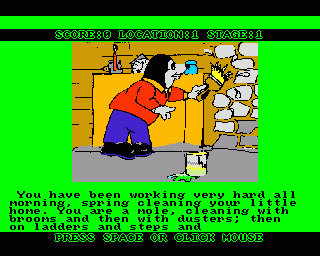 SCORE:0 LOCATION:1 STAGE:1
You have been working very hard all
morning, spring cleaning your little
home. You are a mole, cleaning with
brooms and then with dusters; then
on ladders and steps and
PRESS SPACE OR CLICK MOUSE